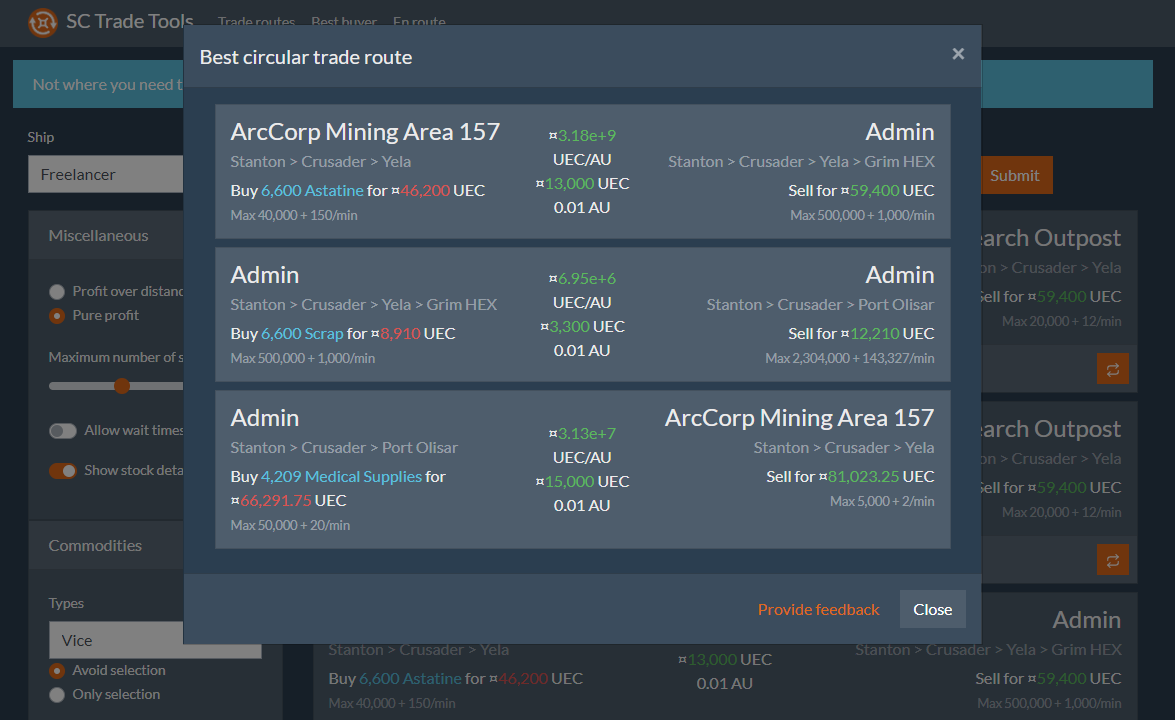 SC Trade Tools
Trade routes
Best buyer
En route
Not where you need t
Ship
Freelancer
Submit
Miscellaneous
Profit over distanc
Pure profit
Maximum number of s
Allow wait times
Show stock deta
Commodities
Types
Vice
Avoid selection
Only selection
Best circular trade route
×
ArcCorp Mining Area 157
Stanton > Crusader > Yela
Buy 6,600 Astatine for ¤46,200 UEC
Max 40,000 + 150/min
¤3.18e+9
UEC/AU
¤13,000 UEC
0.01 AU
Admin
Stanton > Crusader > Yela > Grim HEX
Sell for ¤59,400 UEC
Max 500,000 + 1,000/min
Admin
Stanton > Crusader > Yela > Grim HEX
Buy 6,600 Scrap for ¤8,910 UEC
Max 500,000 + 1,000/min
¤6.95e+6
UEC/AU
¤3,300 UEC
0.01 AU
Admin
Stanton > Crusader > Port Olisar
Sell for ¤12,210 UEC
Max 2,304,000 + 143,327/min
Admin
Stanton > Crusader > Port Olisar
Buy 4,209 Medical Supplies for
¤66,291.75 UEC
Max 50,000 + 20/min
¤3.13e+7
UEC/AU
¤15,000 UEC
0.01 AU
ArcCorp Mining Area 157
Stanton > Crusader > Yela
Sell for ¤81,023.25 UEC
Max 5,000 + 2/min
Provide feedback
Close
earch Outpost
on > Crusader > Yela
Sell for ¤59,400 UEC
Max 20,000 + 12/min
earch Outpost
on > Crusader > Yela
Sell for ¤59,400 UEC
Max 20,000 + 12/min
Stanton > Crusader > Yela
Buy 6,600 Astatine for ¤46,200 UEC
Max 40,000 + 150/min
¤13,000 UEC
0.01 AU
Admin
Stanton > Crusader > Yela > Grim HEX
Sell for ¤59,400 UEC
Max 500,000 + 1,000/min